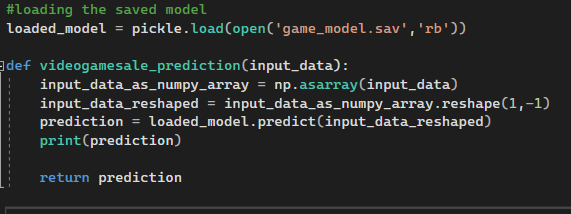 #loading the saved model
loaded_model = pickle.load(open('game_model.sav','rb'))
def videogamesale_prediction(input_data):
input_data_as_numpy_array = np.asarray(input_data)
input_data_reshaped = input_data_as_numpy_array.reshape(1,-1)
prediction = loaded_model.predict(input_data_reshaped)
print(prediction)
return prediction